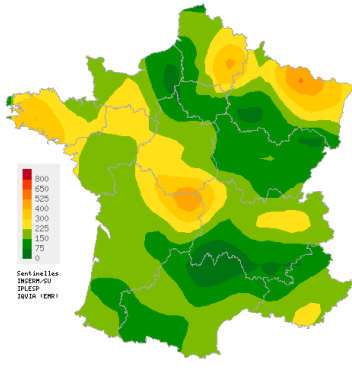 800
650
525
400
300
225
150
75
0
Sentinelles
INSERM/SU
IPLESP
IQVIA (EMR)